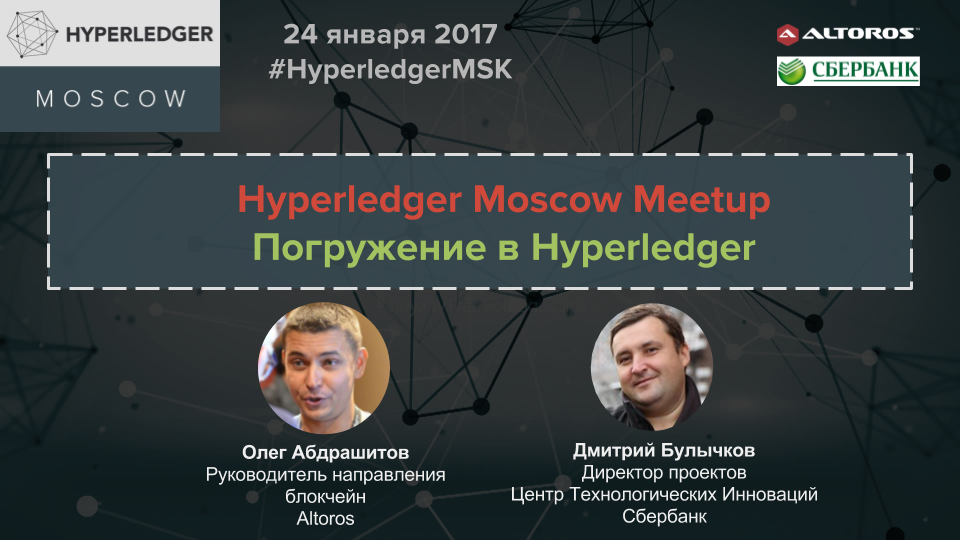 HYPERLEDGER
MOSCOW
24 января 2017
#HyperledgerMSK
ALTOROS™
СБЕРБАНК
Hyperledger Moscow Meetup
Погружение в Hyperledger
Олег Абдрашитов
Руководитель направления
блокчейн
Altoros
Дмитрий Булычков
Директор проектов
Центр Технологических Инноваций
Сбербанк